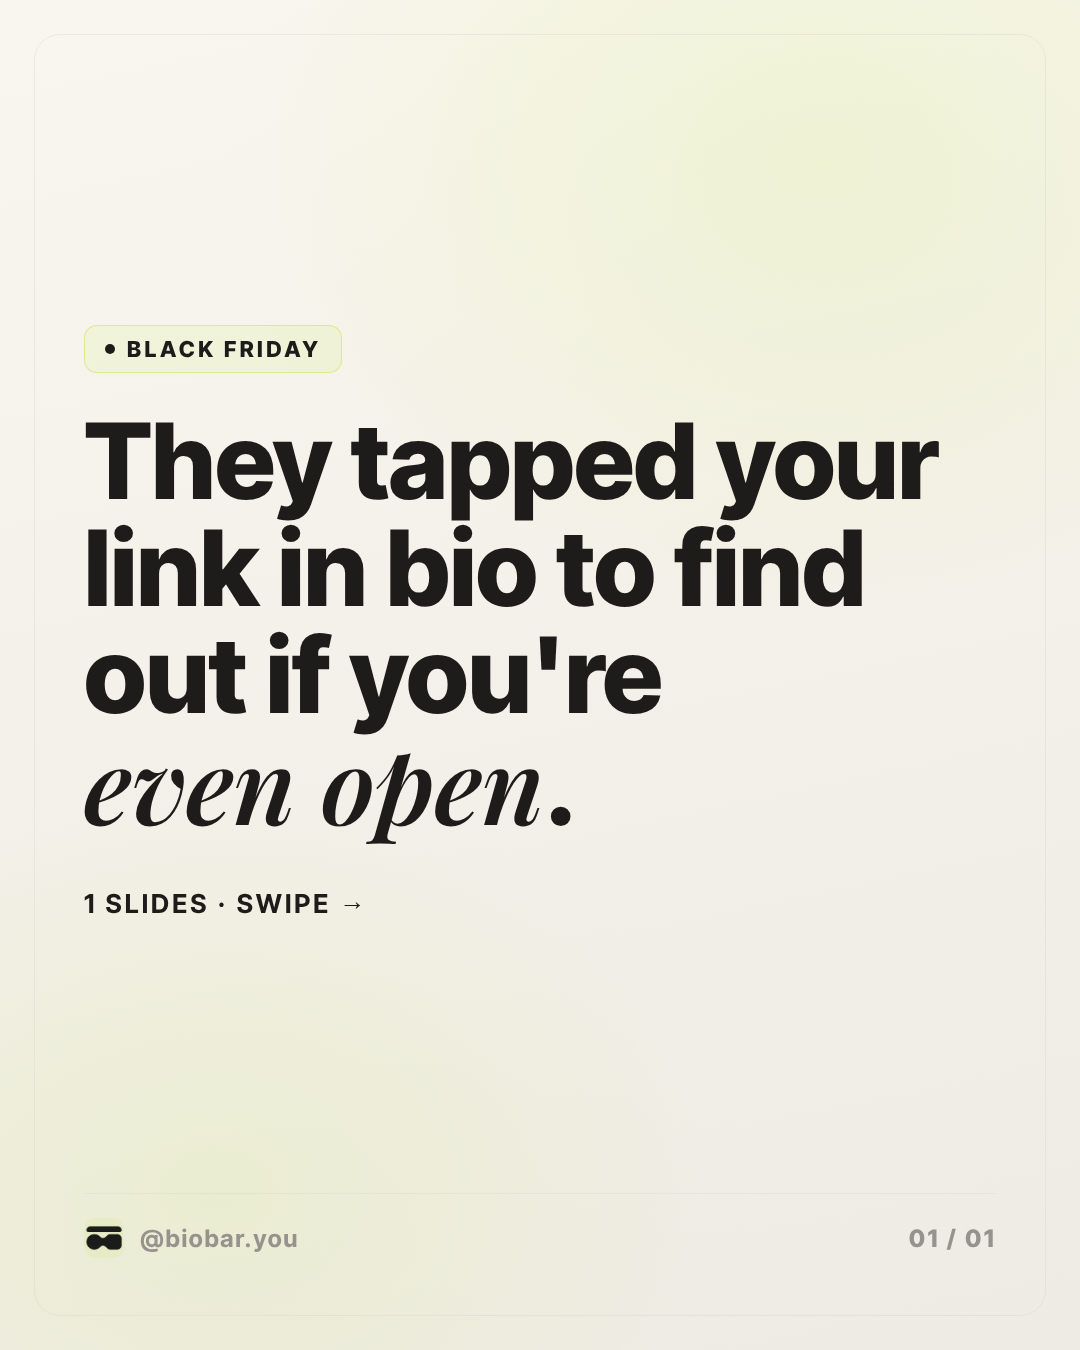 • BLACK FRIDAY
They tapped your
link in bio to find
out if you're
even open.
1 SLIDES · SWIPE →
@biobar.you
01 / 01